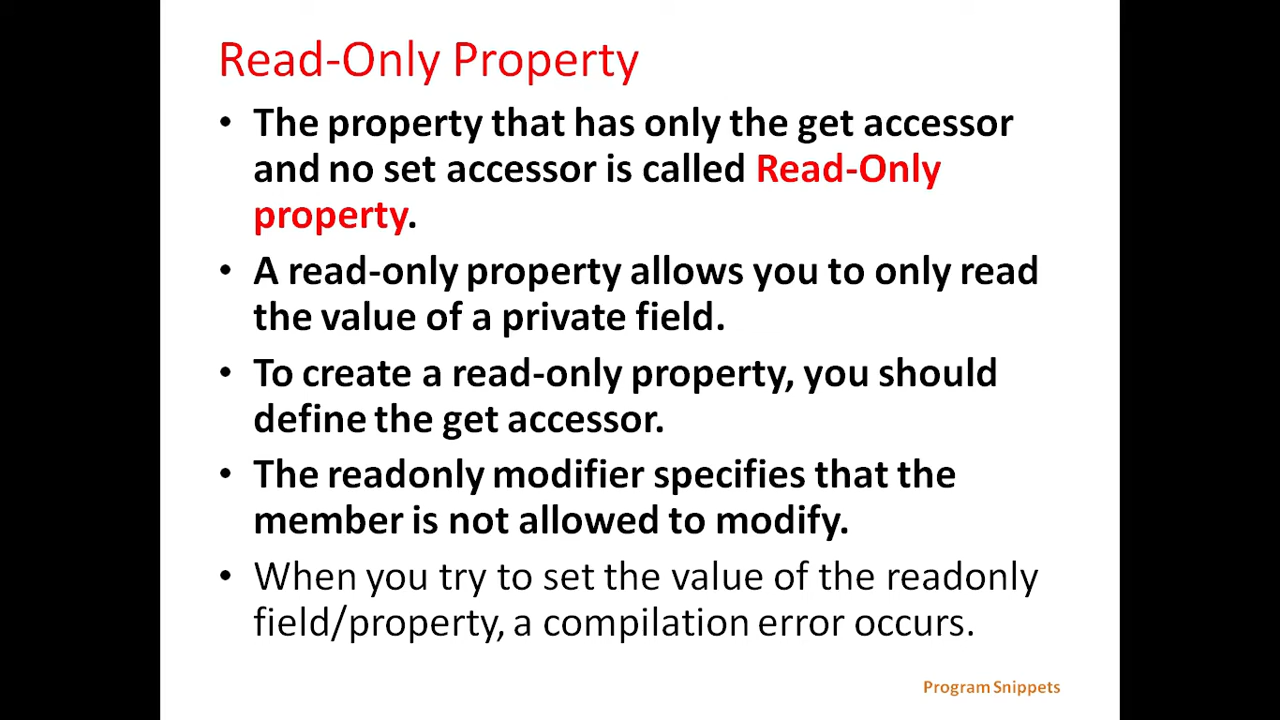 Read-Only Property
• The property that has only the get accessor
and no set accessor is called Read-Only
property.
• A read-only property allows you to only read
the value of a private field.
• To create a read-only property, you should
define the get accessor.
• The readonly modifier specifies that the
member is not allowed to modify.
• When you try to set the value of the readonly
field/property, a compilation error occurs.
Program Snippets